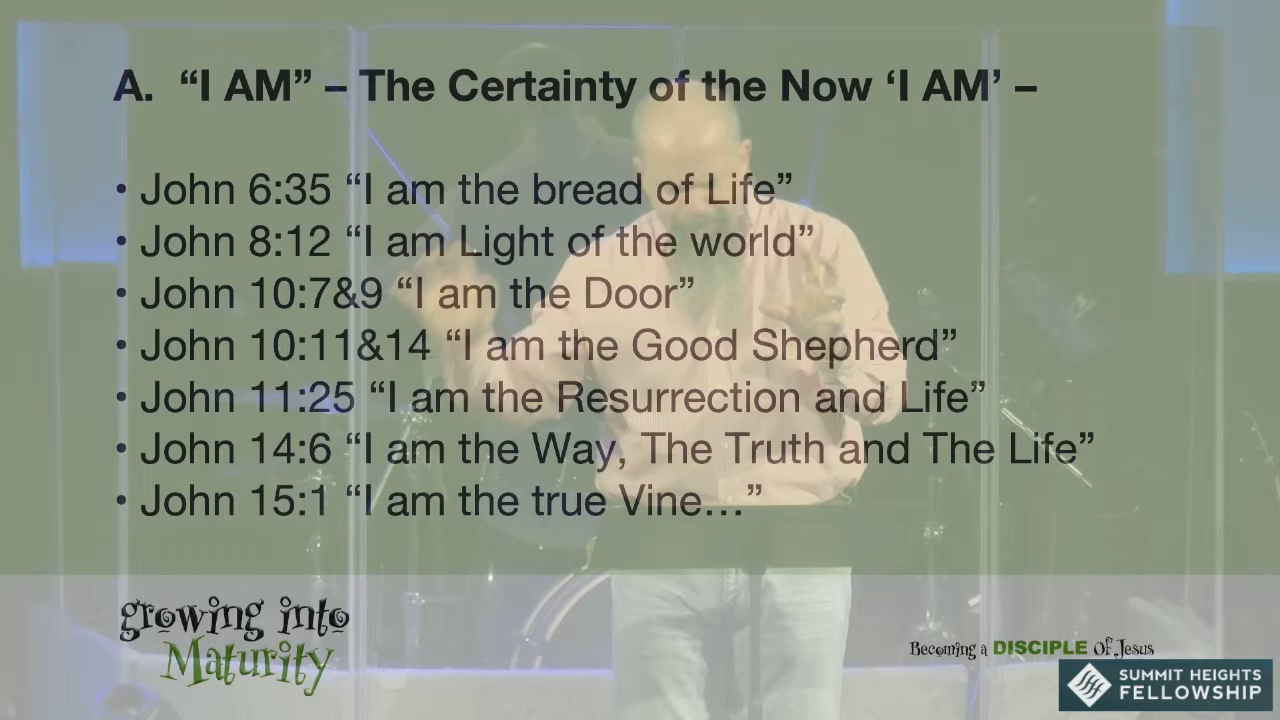 A. “I AM” – The Certainty of the Now ‘I AM’ –
• John 6:35 “I am the bread of Life”
• John 8:12 “I am Light of the world”
• John 10:7&9 “I am the Door”
• John 10:11&14 “I am the Good Shepherd”
• John 11:25 “I am the Resurrection and Life”
• John 14:6 “I am the Way, The Truth and The Life”
• John 15:1 “I am the true Vine…”
growing into
Maturity
Becoming a DISCIPLE Of Jesus
SUMMIT HEIGHTS
FELLOWSHIP